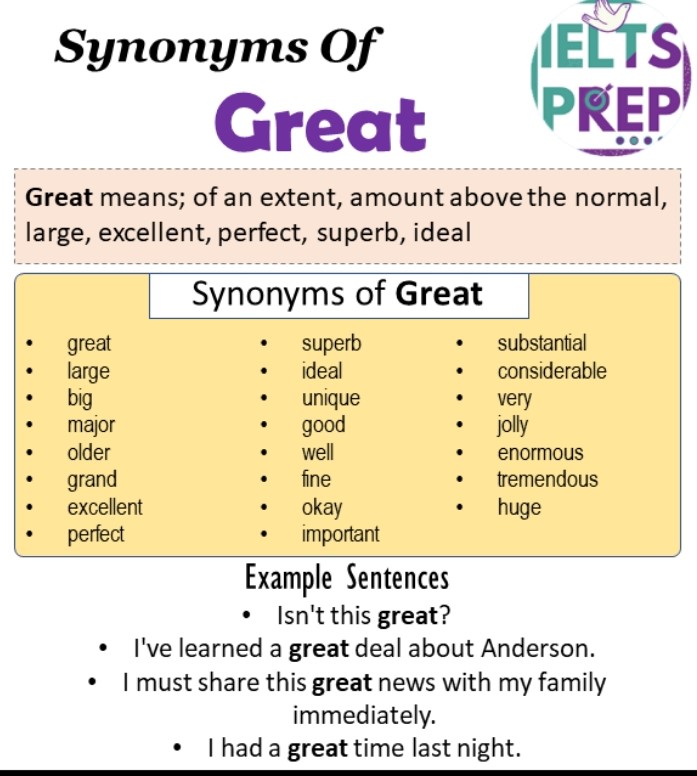 Synonyms Of
Great
IELTS
PREP
Great means; of an extent, amount above the normal,
large, excellent, perfect, superb, ideal
Synonyms of Great
• great
• large
• big
• major
• older
• grand
• excellent
• perfect
• superb
• ideal
• unique
• good
• well
• fine
• okay
• important
• substantial
• considerable
• very
• jolly
• enormous
• tremendous
• huge
Example Sentences
• Isn't this great?
• I've learned a great deal about Anderson.
• I must share this great news with my family
immediately.
• I had a great time last night.